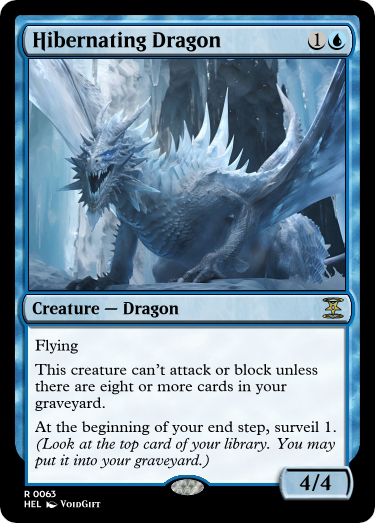 Hibernating Dragon 1
Creature — Dragon
Flying
This creature can't attack or block unless
there are eight or more cards in your
graveyard.
At the beginning of your end step, surveil 1.
(Look at the top card of your library. You may
put it into your graveyard.)
4/4
R 0063
HEL VoidGift